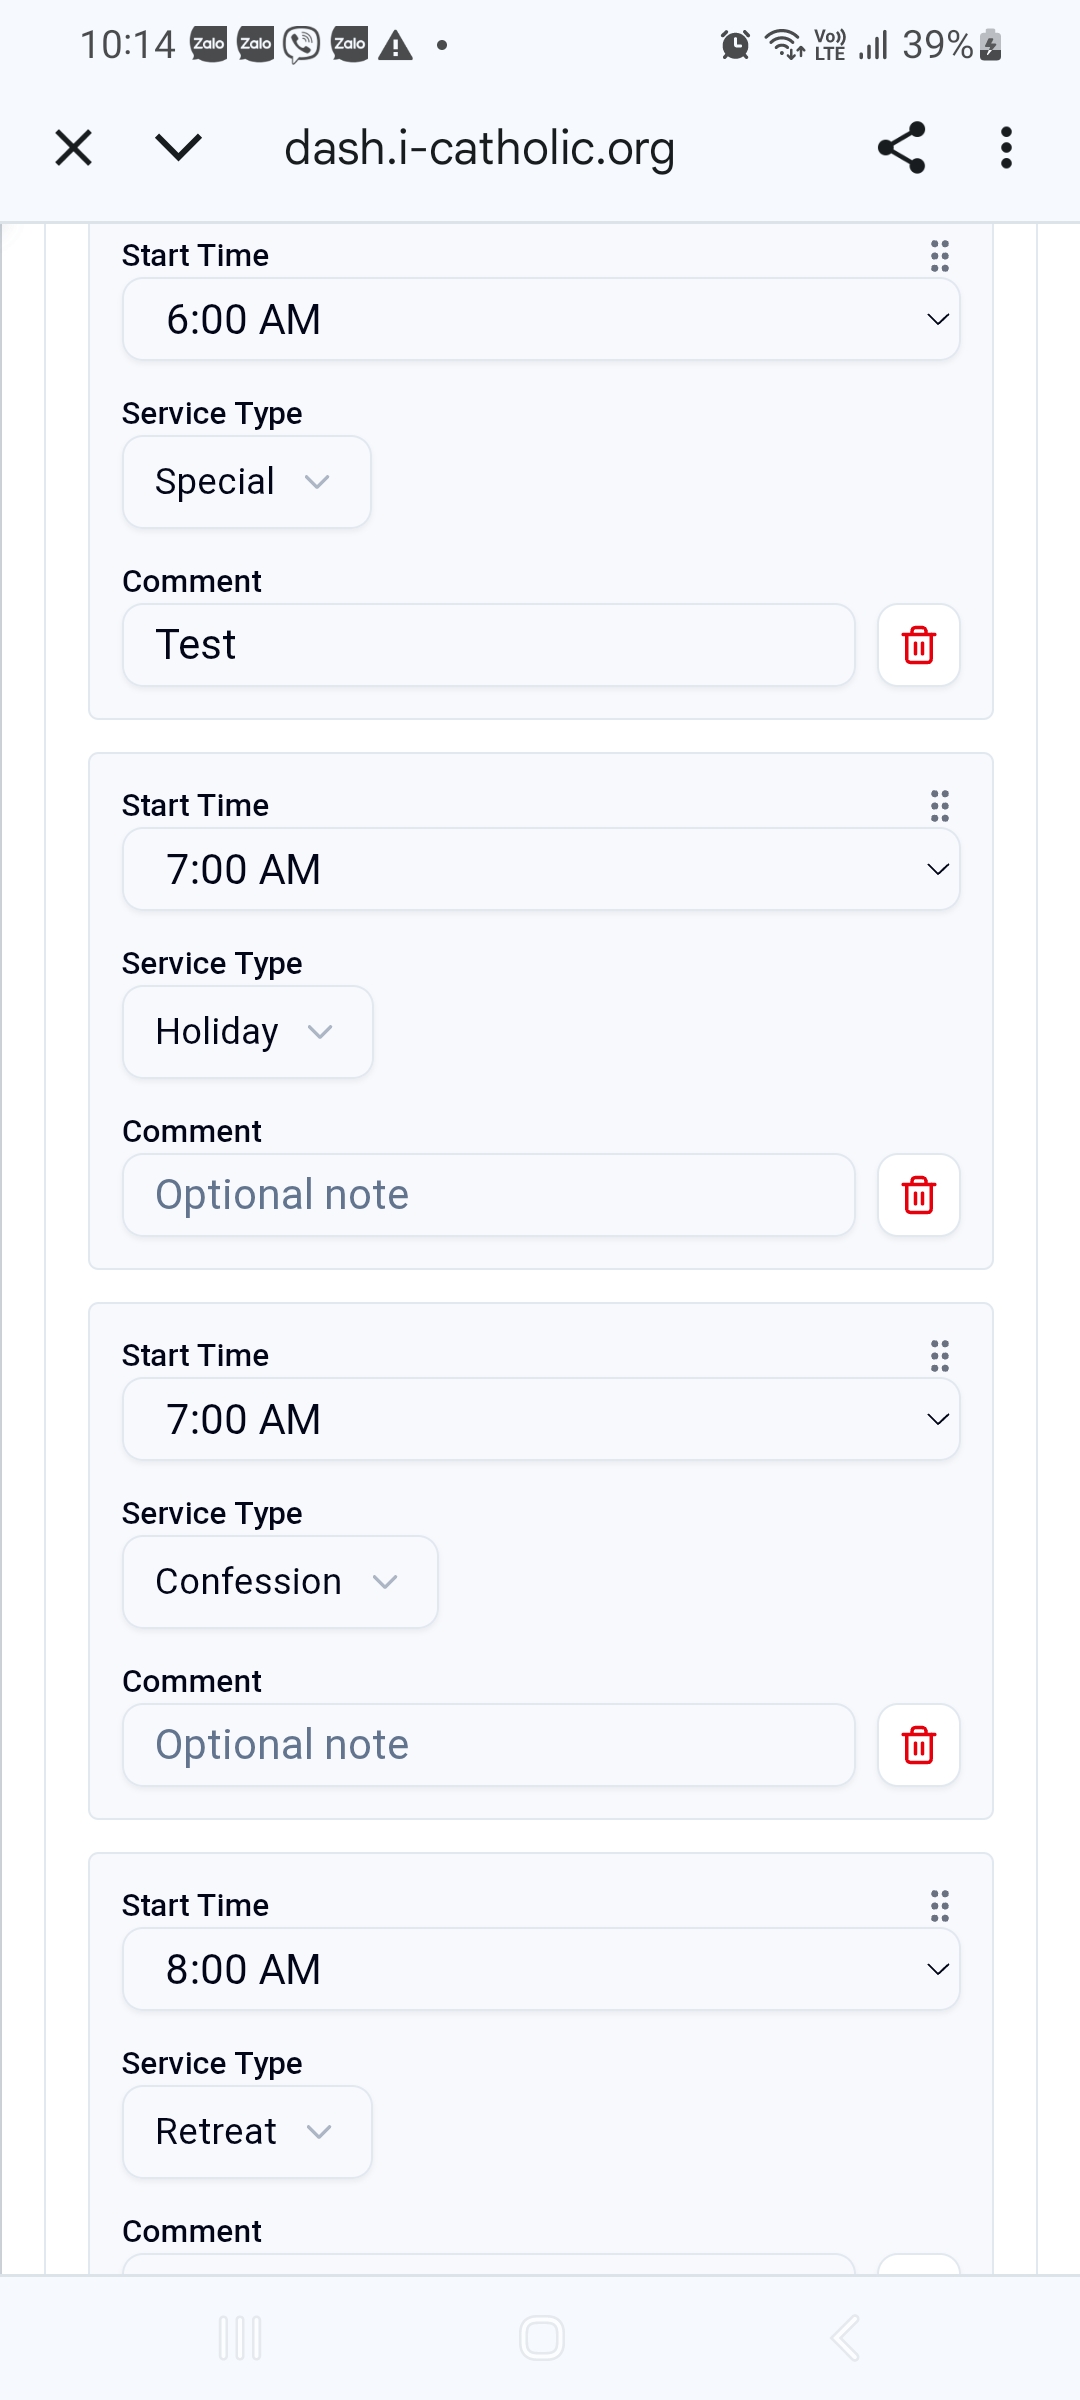 10:14 Zalo Zalo Zalo Vo)) LTE 39%
dash.i-catholic.org
Start Time
6:00 AM
Service Type
Special
Comment
Test
Start Time
7:00 AM
Service Type
Holiday
Comment
Optional note
Start Time
7:00 AM
Service Type
Confession
Comment
Optional note
Start Time
8:00 AM
Service Type
Retreat
Comment